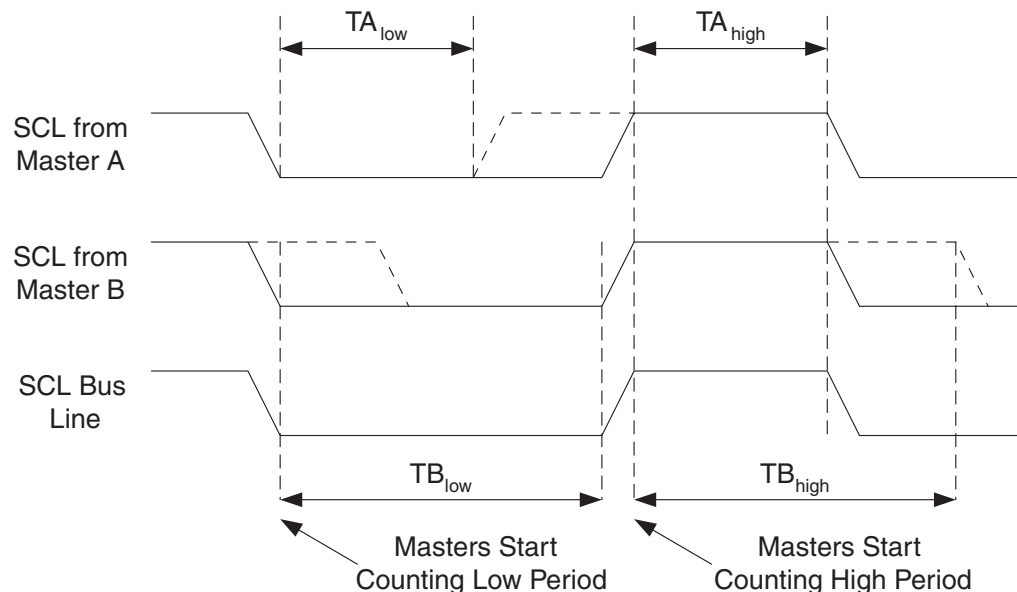 TA low
TA high
SCL from
Master A
SCL from
Master B
SCL Bus
Line
TB low
TB high
Masters Start
Counting Low Period
Masters Start
Counting High Period